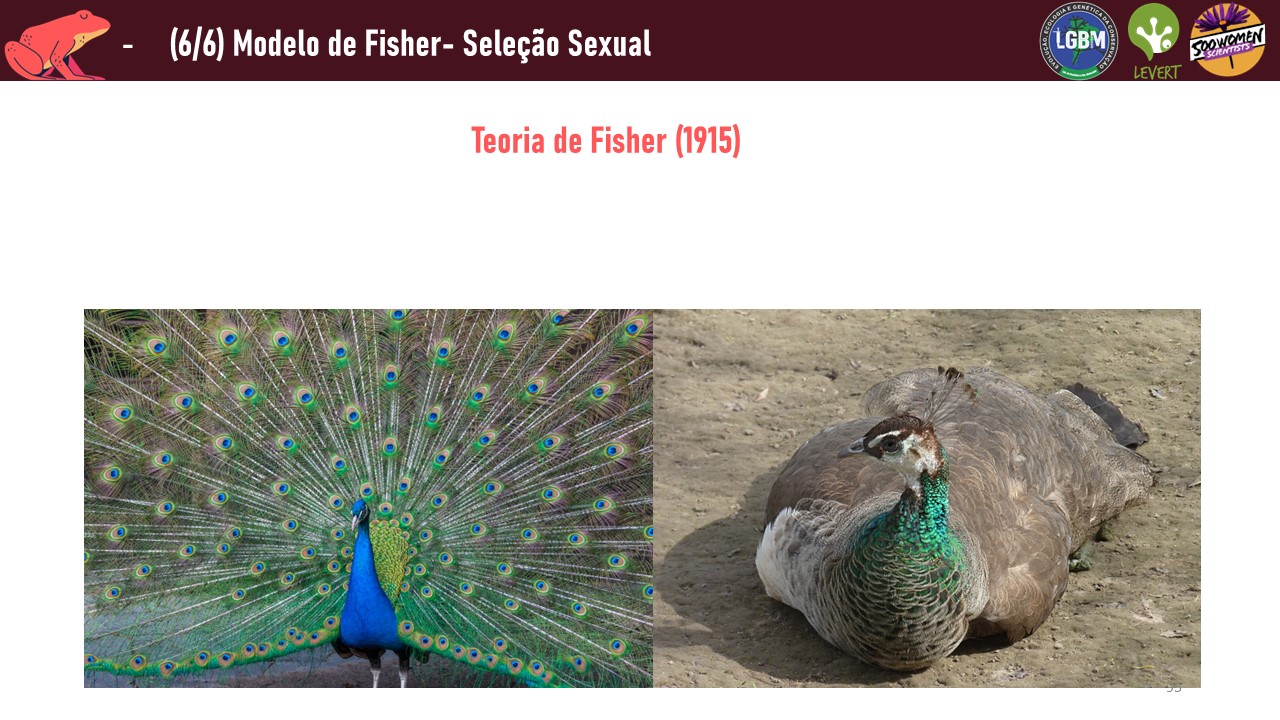 - (6/6) Modelo de Fisher- Seleção Sexual
EVOLUÇÃO, ECOLOGIA E GENÉTICA DA CONSERVAÇÃO
LGBM
LEVERT
500 WOMEN
SCIENTISTS
Teoria de Fisher (1915)